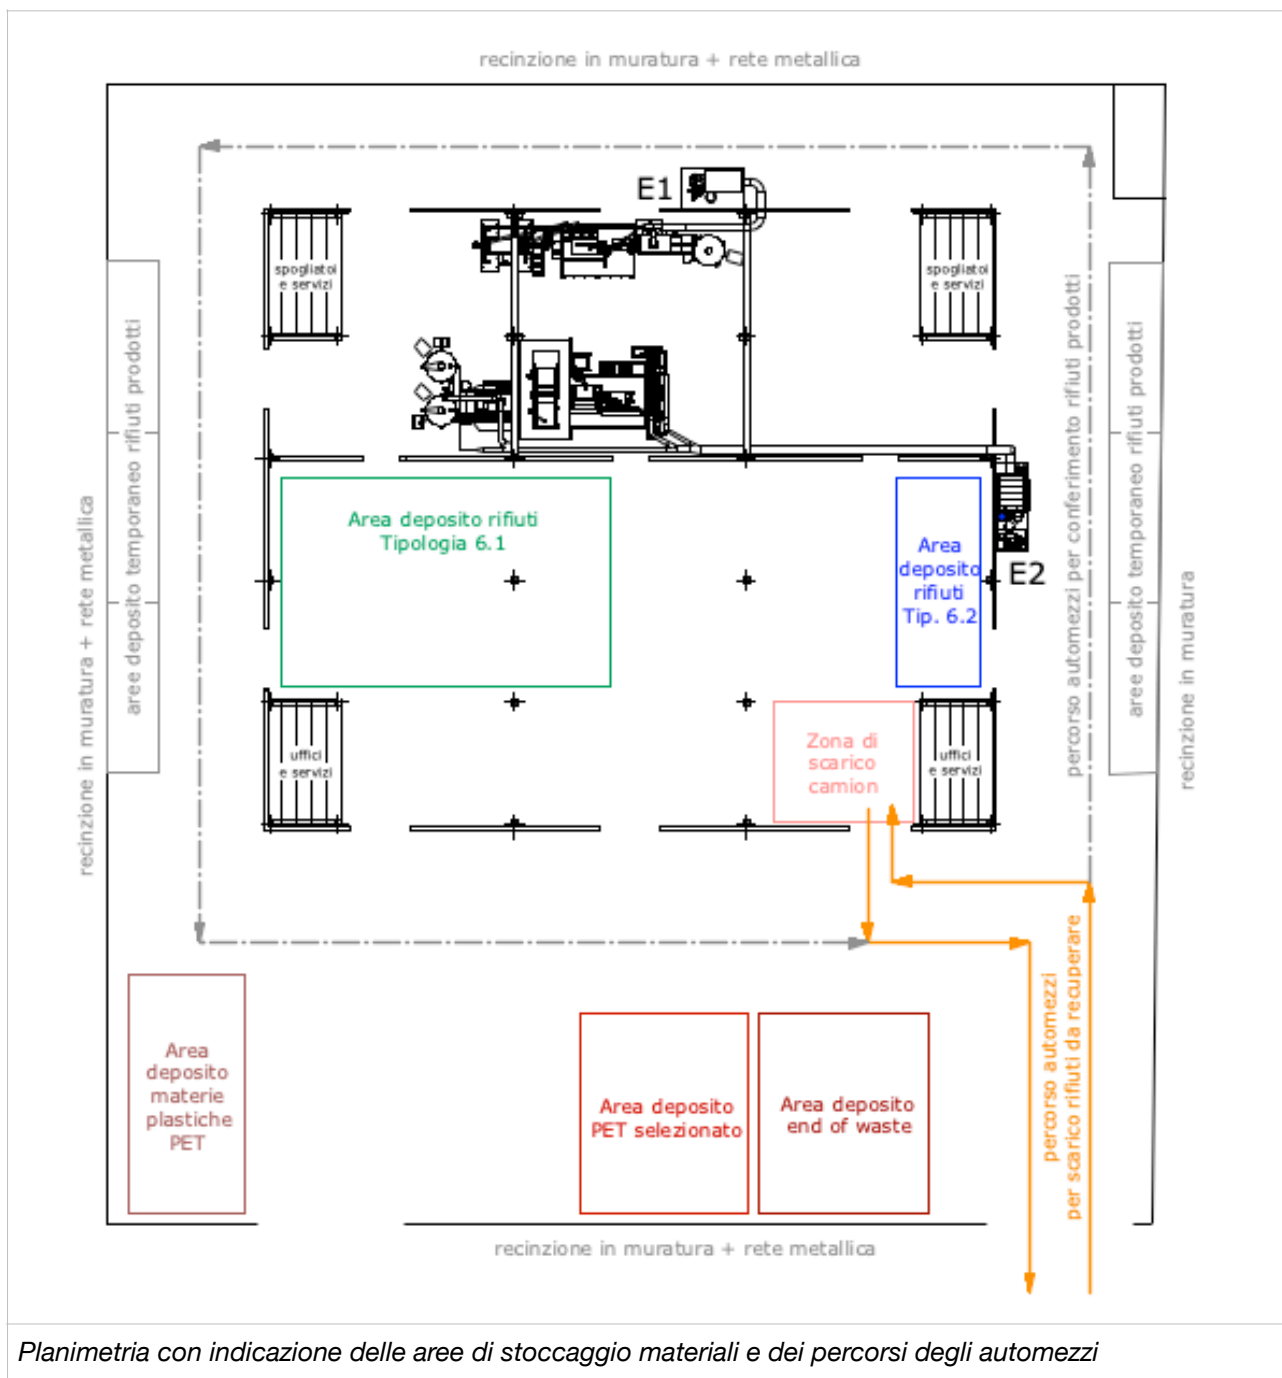 recinzione in muratura + rete metallica
E1
spogliatoi
e servizi
spogliatoi
e servizi
aree deposito temporaneo rifiuti prodotti
recinzione in muratura + rete metallica
percorso automezzi per conferimento rifiuti prodotti
aree deposito temporaneo rifiuti prodotti
recinzione in muratura
Area deposito rifiuti
Tipologia 6.1
Area
deposito
rifiuti
Tip. 6.2
E2
uffici
e servizi
Zona di
scarico
camion
uffici
e servizi
percorso automezzi
per scarico rifiuti da recuperare
Area
deposito
materie
plastiche
PET
Area deposito
PET selezionato
Area deposito
end of waste
recinzione in muratura + rete metallica
Planimetria con indicazione delle aree di stoccaggio materiali e dei percorsi degli automezzi